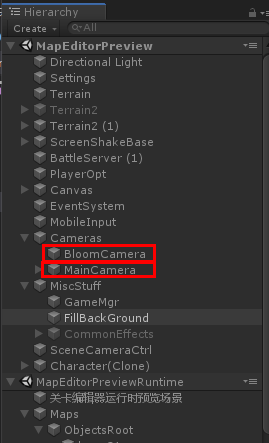 Hierarchy
Create
All
MapEditorPreview
Directional Light
Settings
Terrain
Terrain2
Terrain2 (1)
ScreenShakeBase
BattleServer (1)
PlayerOpt
Canvas
EventSystem
MobileInput
Cameras
BloomCamera
MainCamera
MiscStuff
GameMgr
FillBackGround
CommonEffects
SceneCameraCtrl
Character(Clone)
MapEditorPreviewRuntime
关卡编辑器运行时预览场景
Maps
ObjectsRoot